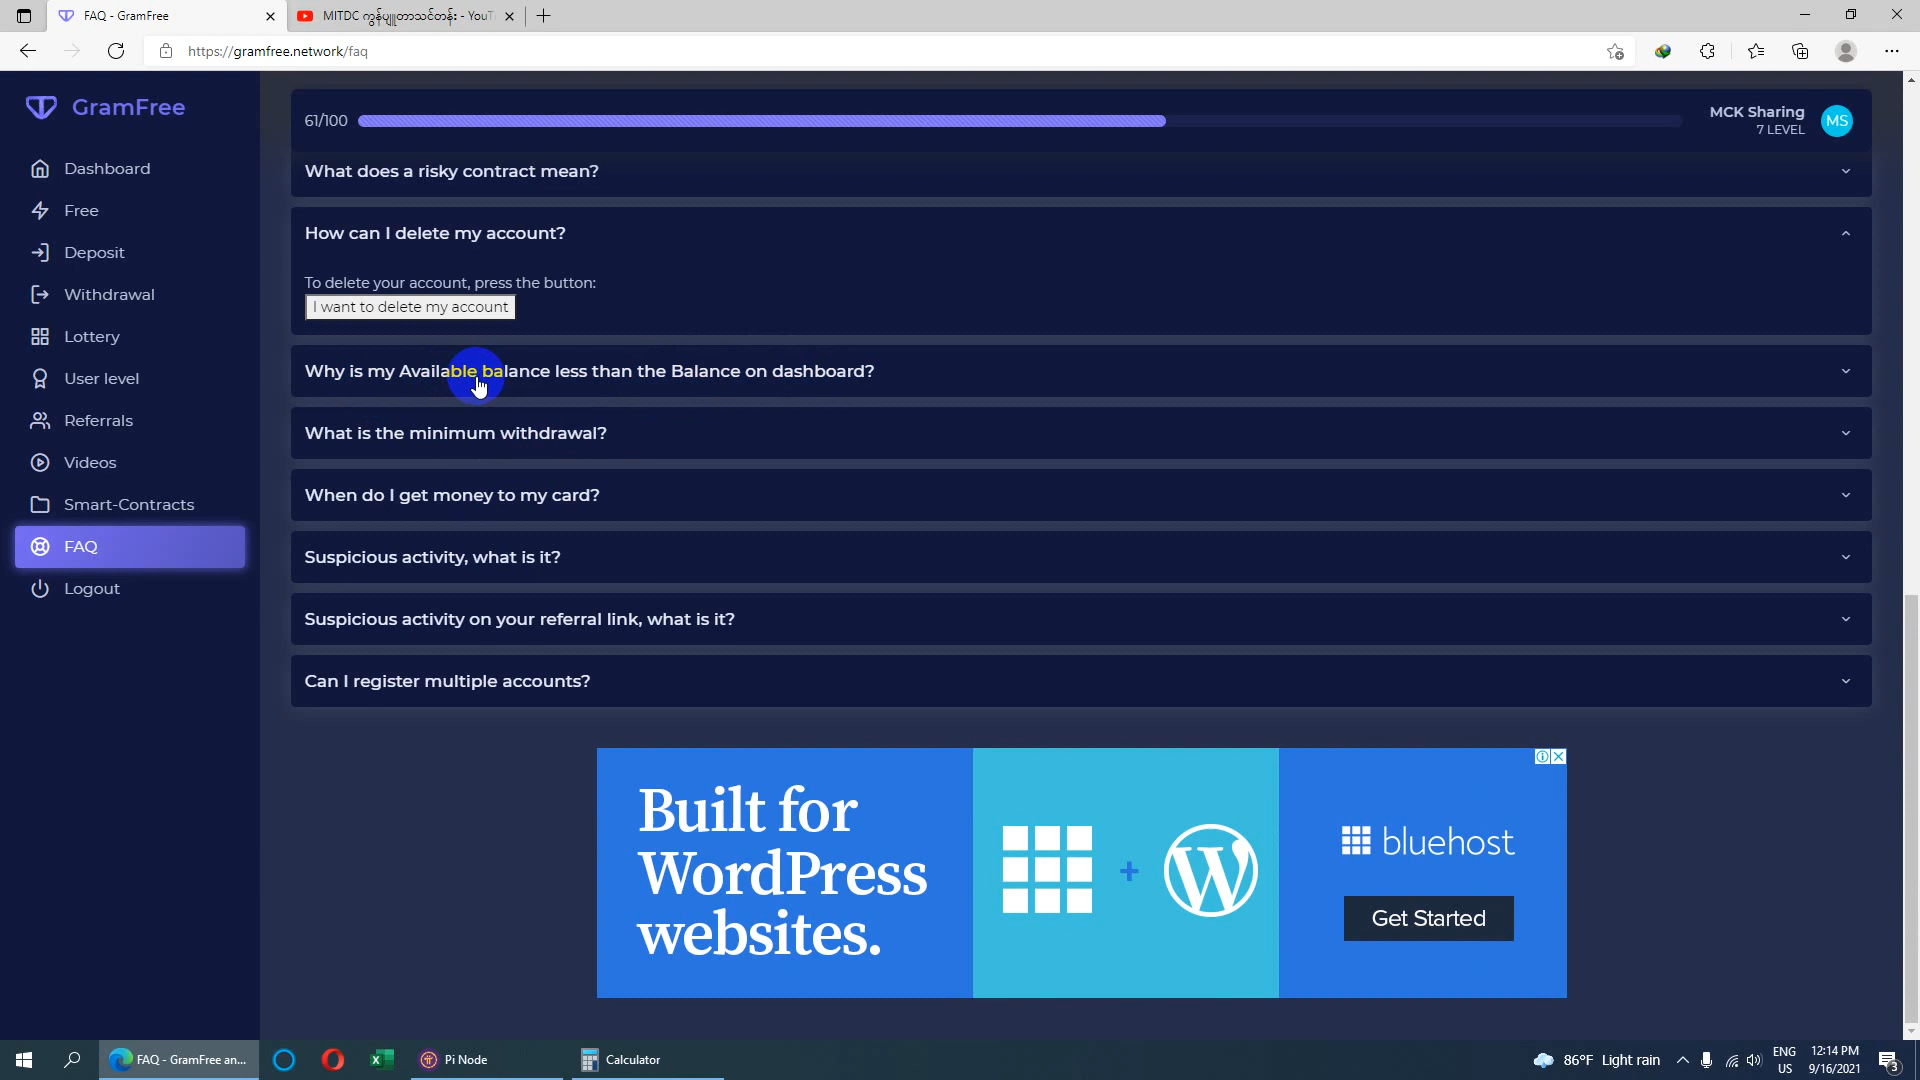 FAQ - GramFree
MITDC ကွန်ပျူတာသင်တန်း - YouT
https://gramfree.network/faq
GramFree
61/100
MCK Sharing
7 LEVEL
MS
Dashboard
Free
Deposit
Withdrawal
Lottery
User level
Referrals
Videos
Smart-Contracts
FAQ
Logout
What does a risky contract mean?
How can I delete my account?
To delete your account, press the button:
I want to delete my account
Why is my Available balance less than the Balance on dashboard?
What is the minimum withdrawal?
When do I get money to my card?
Suspicious activity, what is it?
Suspicious activity on your referral link, what is it?
Can I register multiple accounts?
Built for
WordPress
websites.
bluehost
Get Started
FAQ - GramFree an...
Pi Node
Calculator
86°F Light rain
ENG
US
12:14 PM
9/16/2021
3